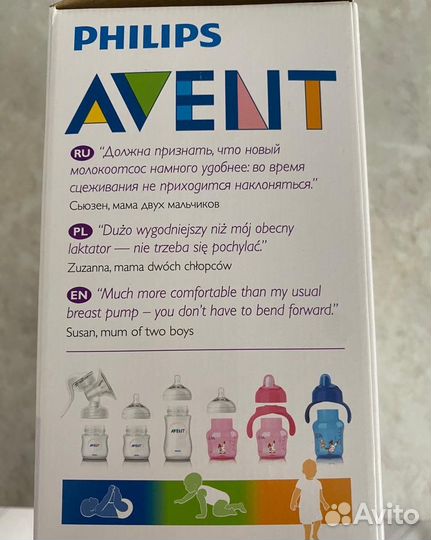 PHILIPS
AVENT
RU “Должна признать, что новый
молокоотсос намного удобнее: во время
сцеживания не приходится наклоняться.”
Сьюзен, мама двух мальчиков
PL “Dużo wygodniejszy niż mój obecny
laktator — nie trzeba się pochylać.”
Zuzanna, mama dwóch chłopców
EN “Much more comfortable than my usual
breast pump – you don’t have to bend forward.”
Susan, mum of two boys
AVENT
Avito